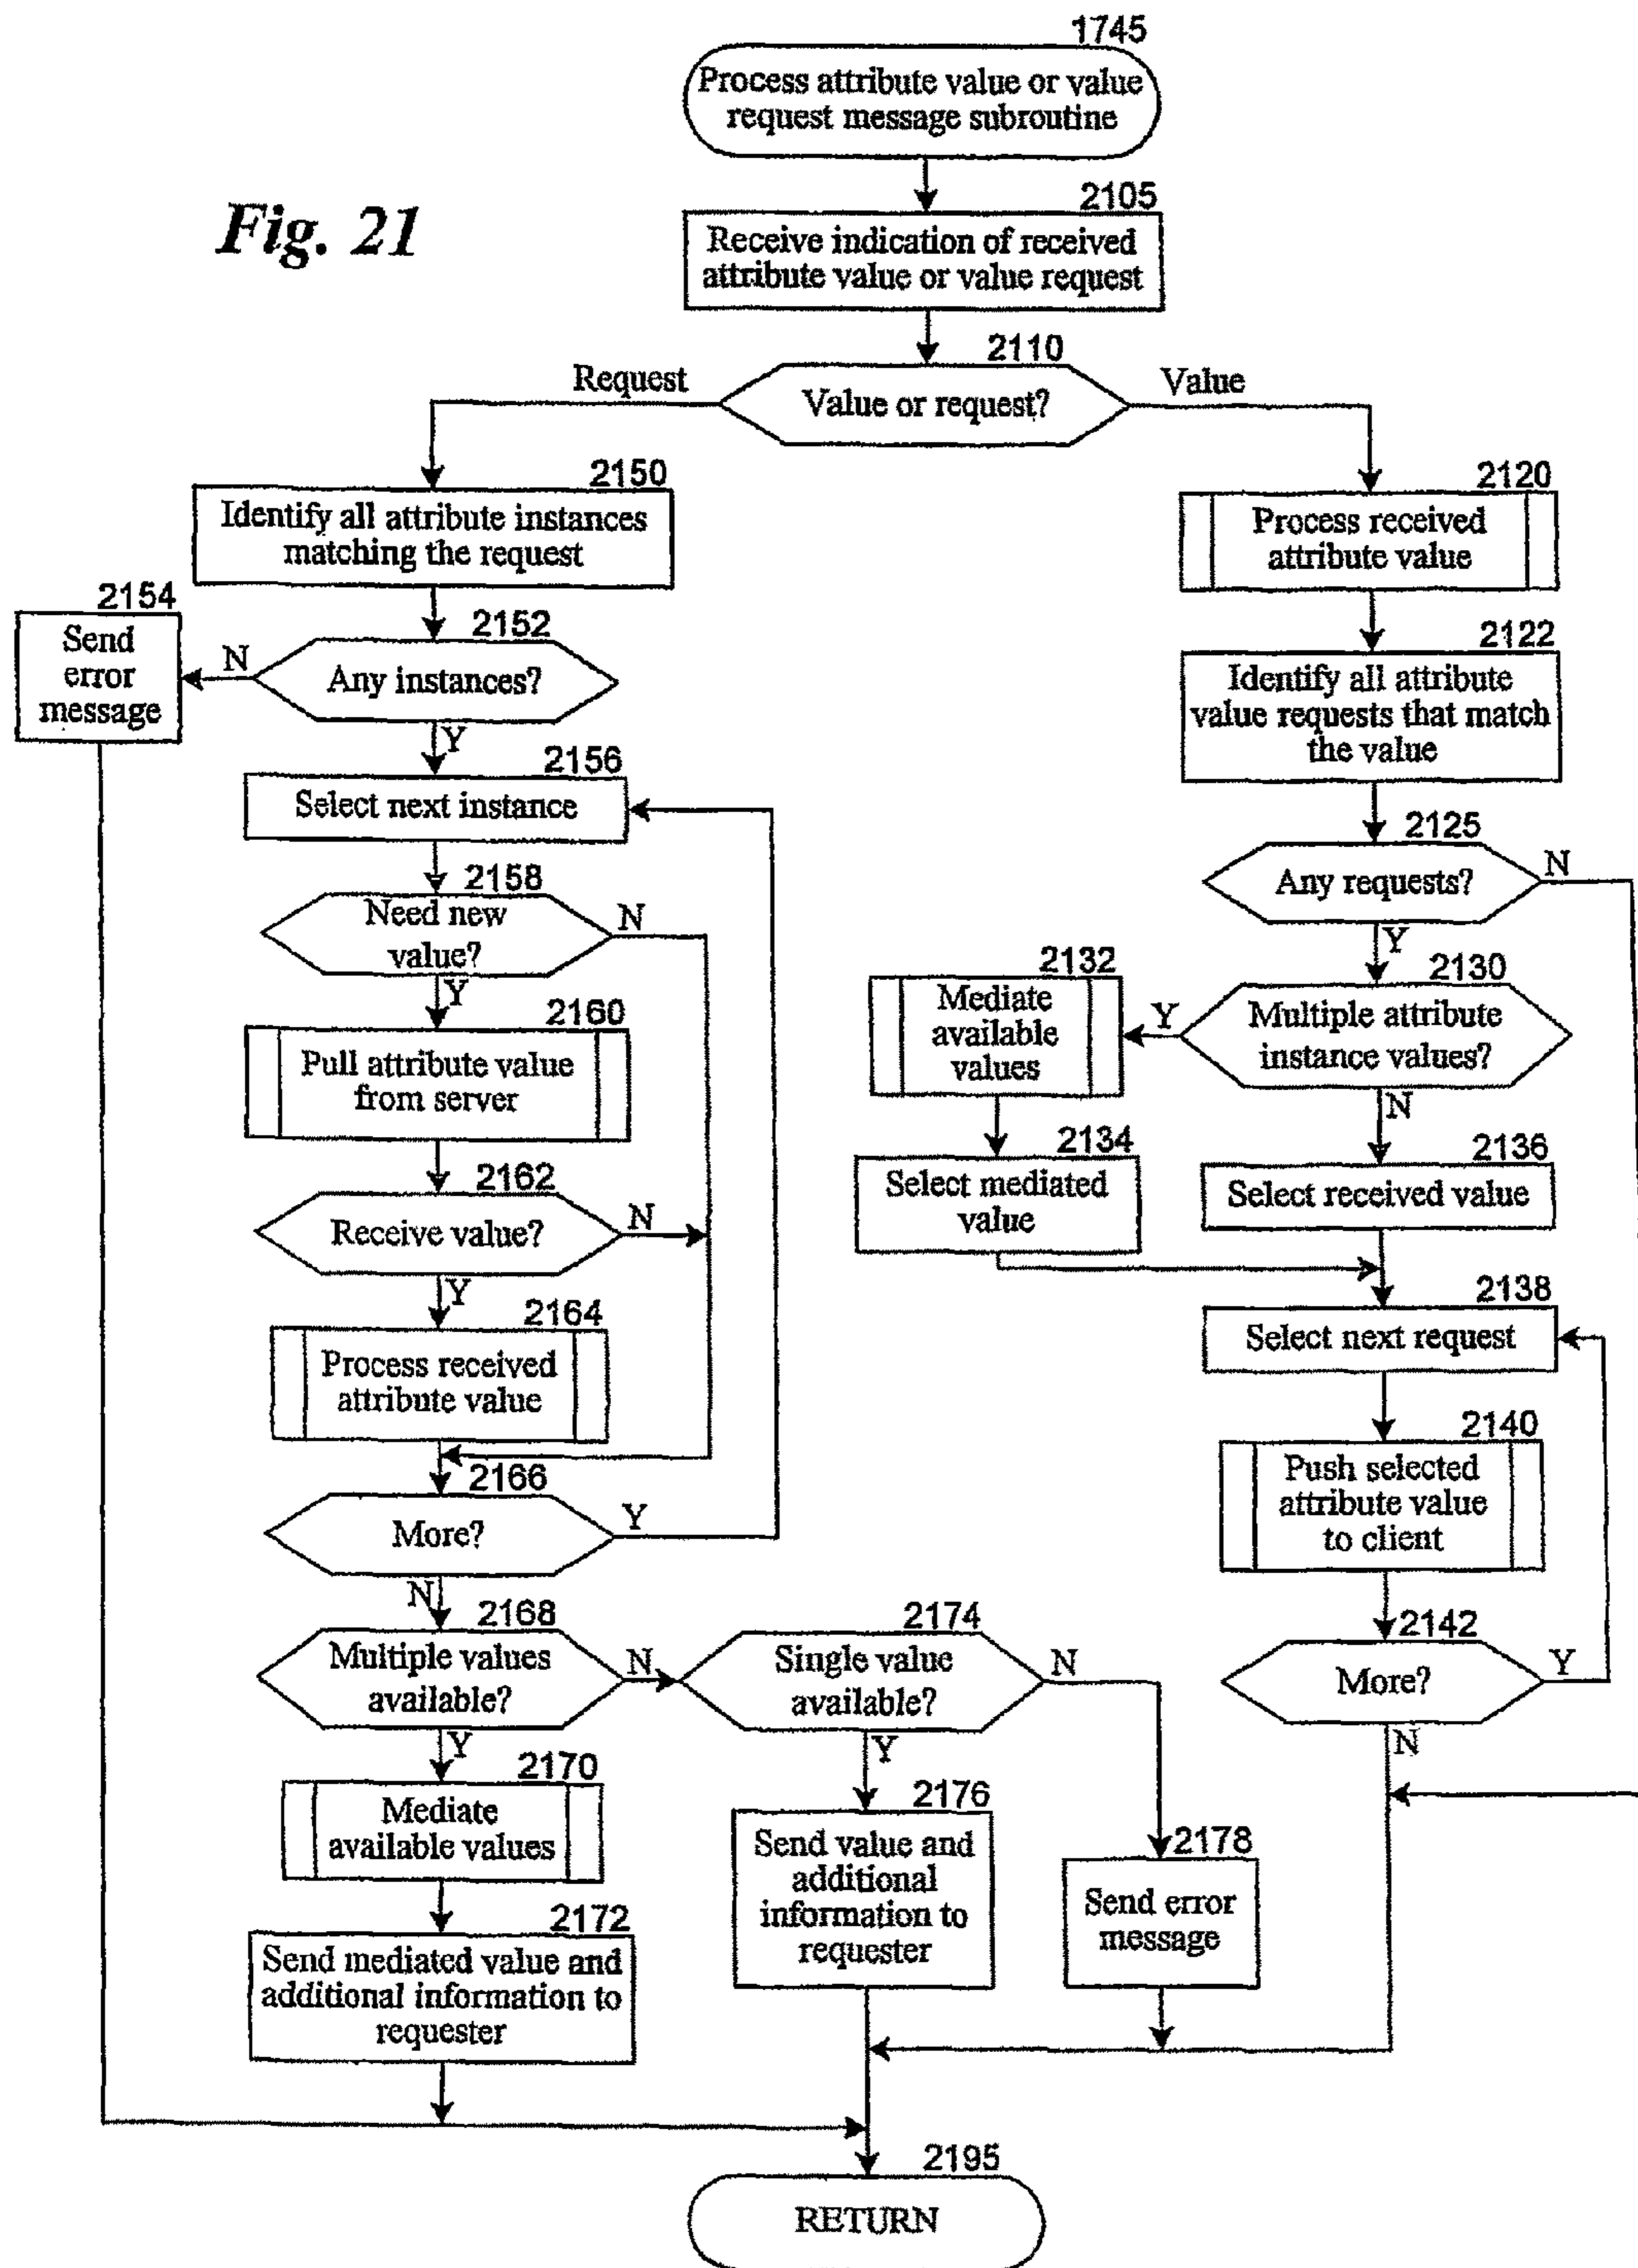 1745
Process attribute value or value
request message subroutine
Fig. 21
2105
Receive indication of received
attribute value or value request
2110
Request
Value or request?
Value
2150
Identify all attribute instances
matching the request
2120
Process received
attribute value
2154
Send
error
message
N
2152
Any instances?
Y
2122
Identify all attribute
value requests that match
the value
2156
Select next instance
2125
Any requests?
N
Y
2158
Need new
value?
N
Y
2132
Mediate
available
values
Y
2130
Multiple attribute
instance values?
N
2160
Pull attribute value
from server
2134
Select mediated
value
2136
Select received value
2162
Receive value?
N
Y
2138
Select next request
2164
Process received
attribute value
2140
Push selected
attribute value
to client
2166
More?
Y
N
2168
Multiple values
available?
N
Y
2174
Single value
available?
N
Y
2142
More?
Y
N
2170
Mediate
available values
2176
Send value and
additional
information to
requester
2178
Send error
message
2172
Send mediated value and
additional information to
requester
2195
RETURN